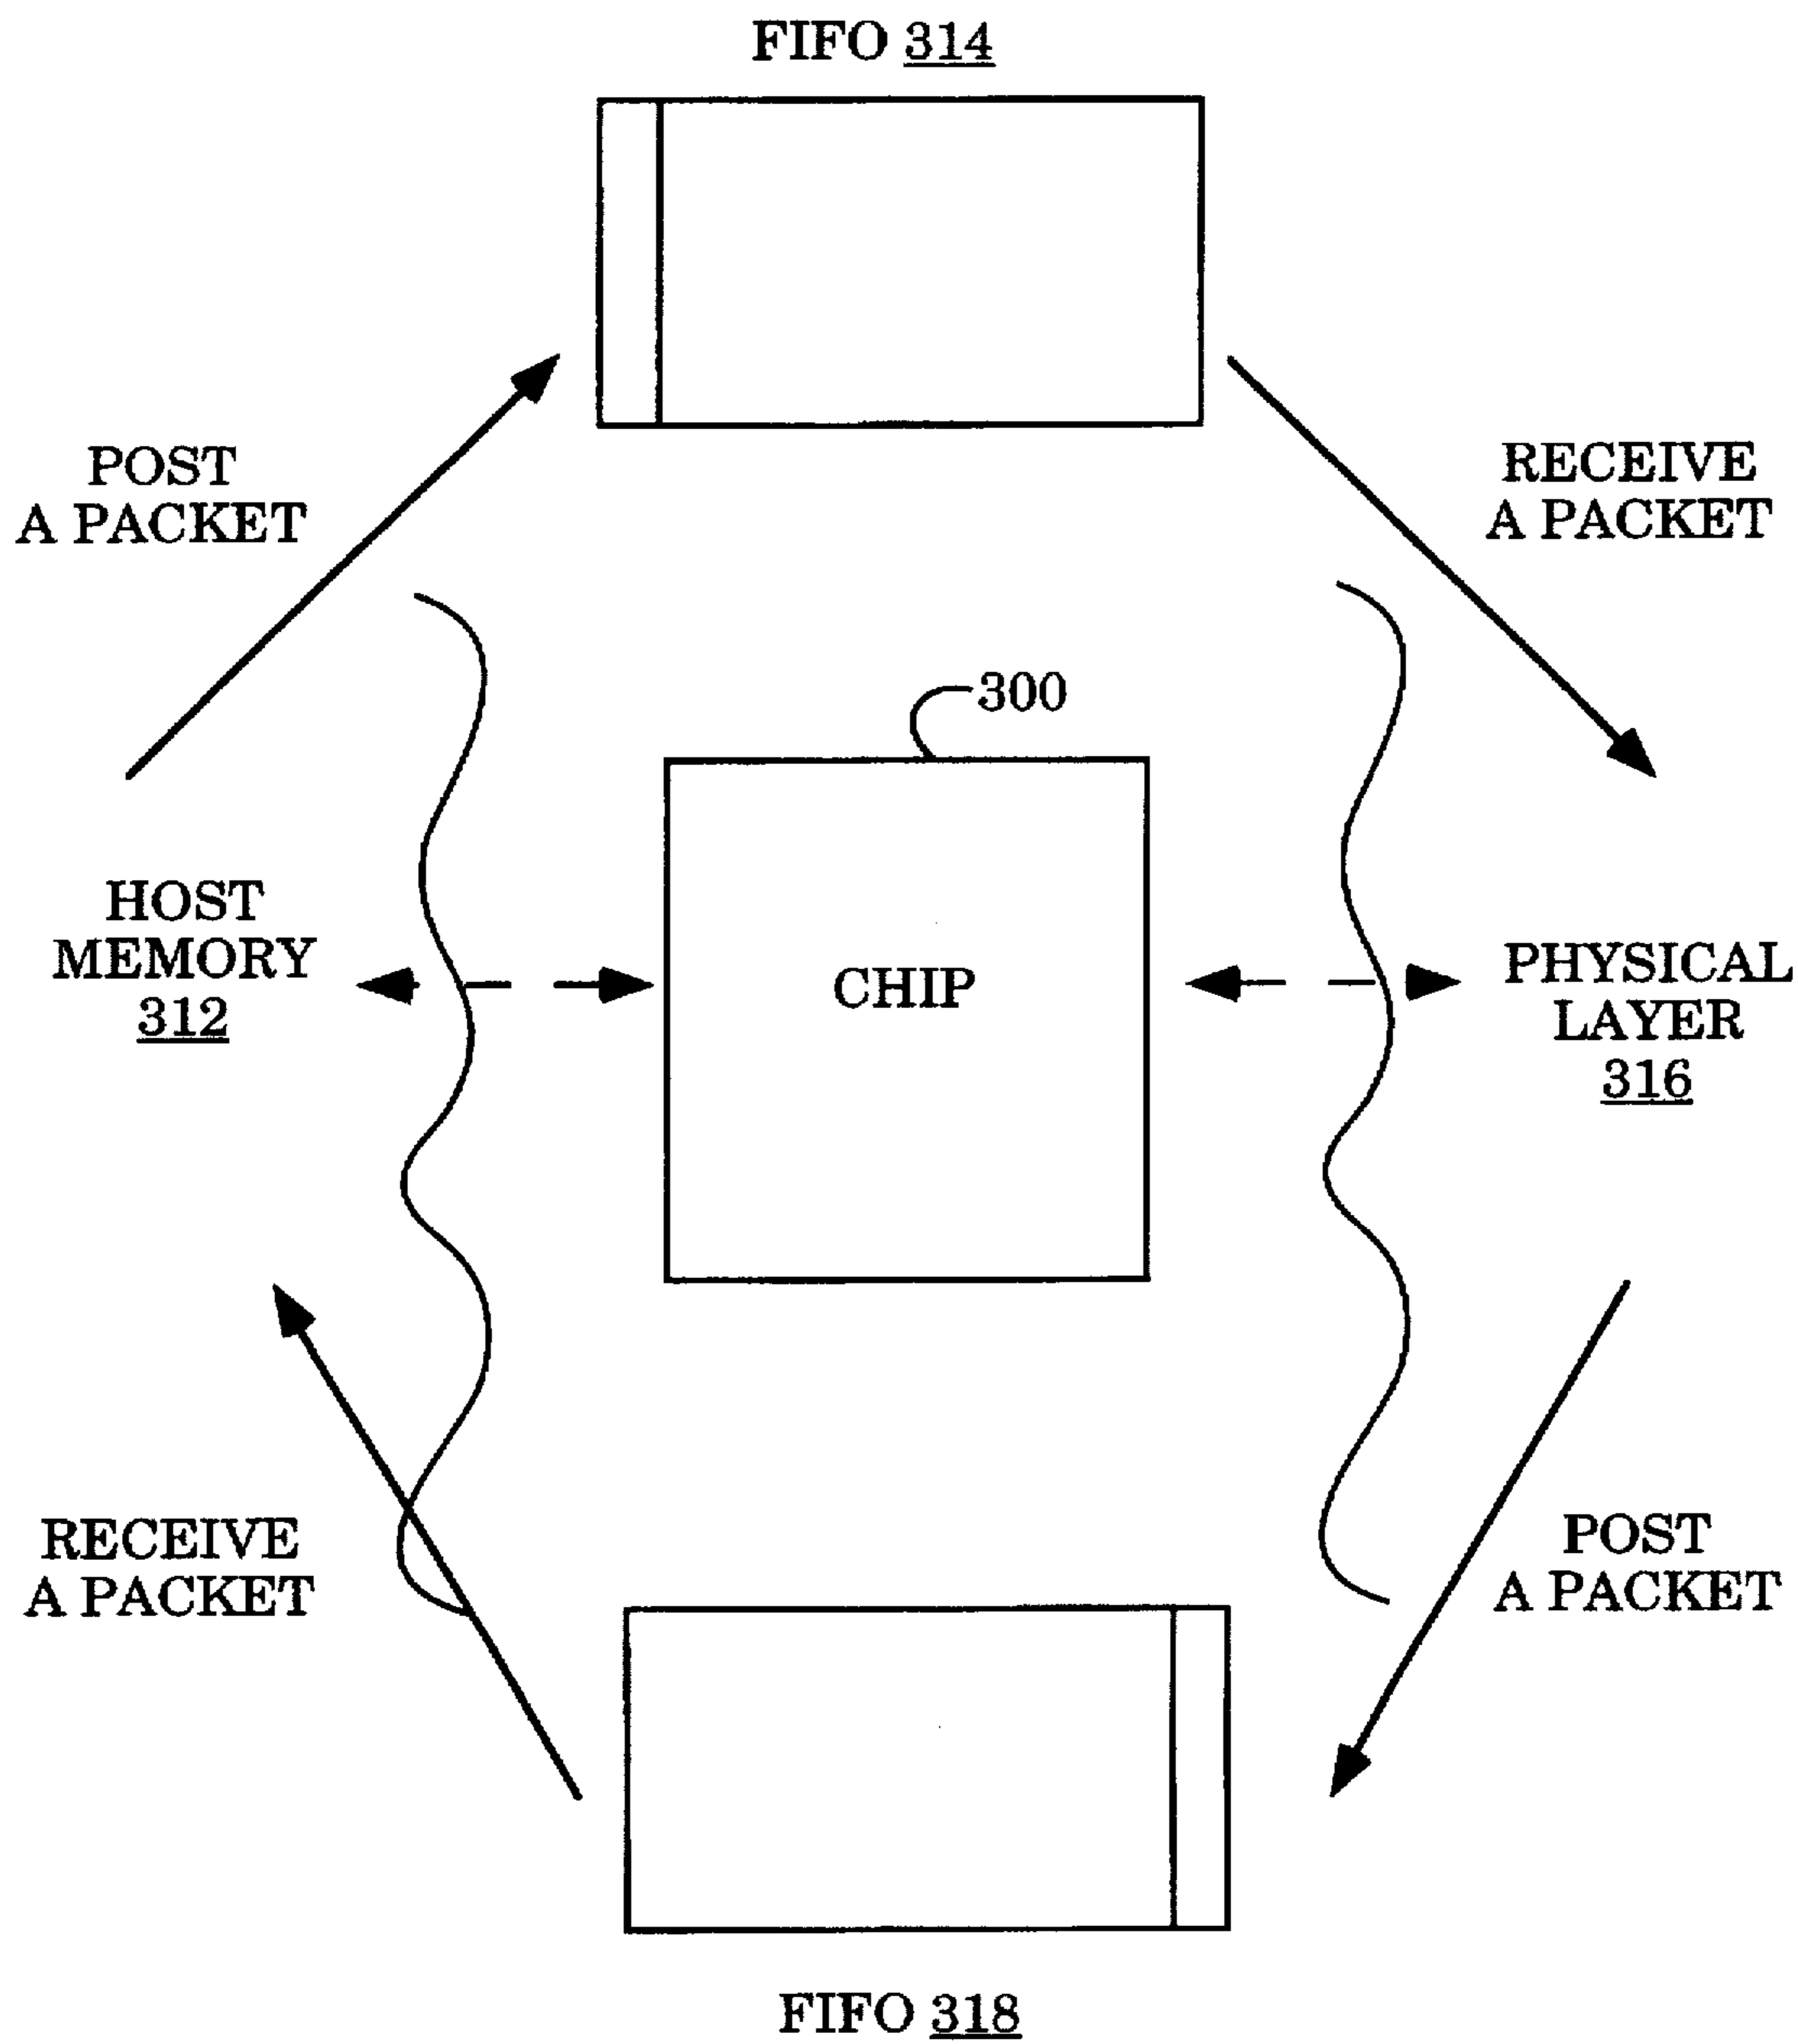 FIFO 314
POST
A PACKET
RECEIVE
A PACKET
300
HOST
MEMORY
312
CHIP
PHYSICAL
LAYER
316
RECEIVE
A PACKET
POST
A PACKET
FIFO 318